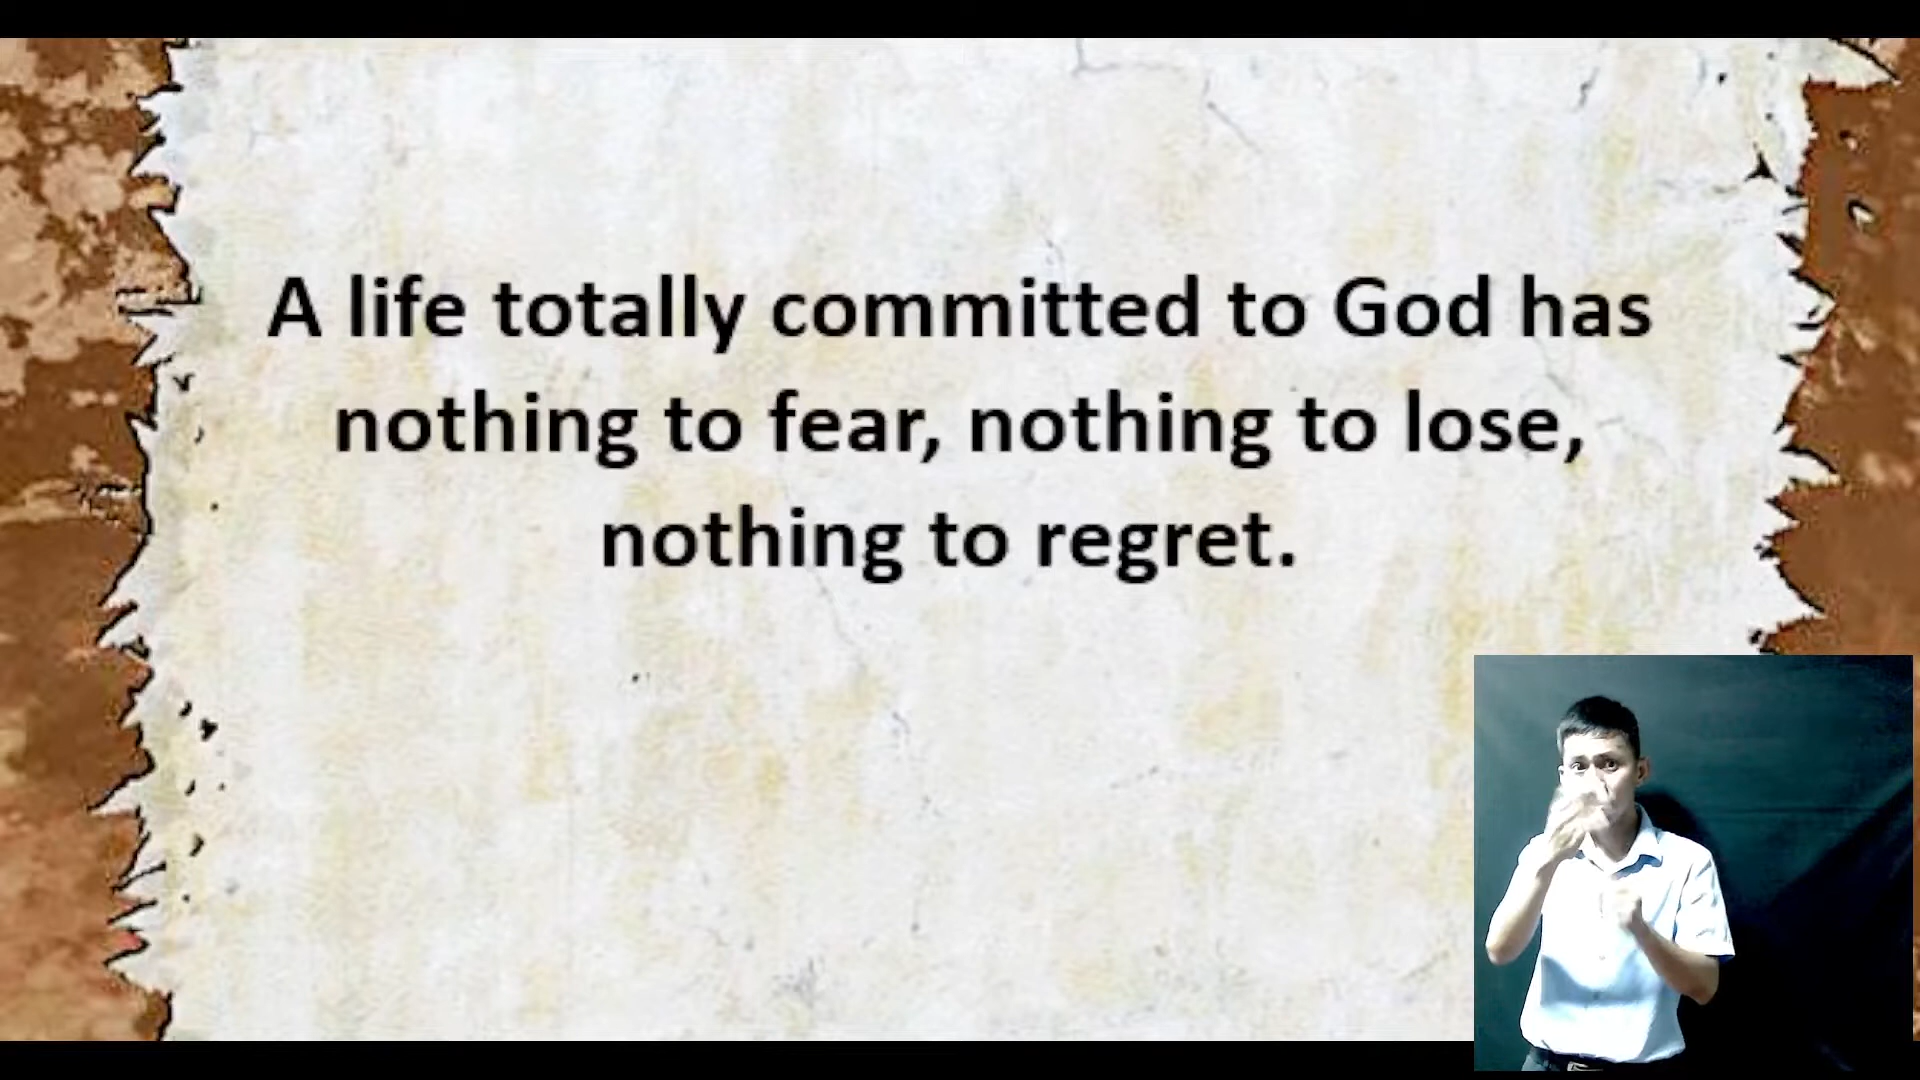 A life totally committed to God has
nothing to fear, nothing to lose,
nothing to regret.